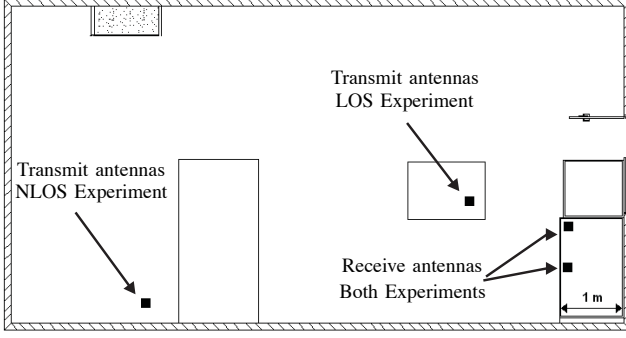 Transmit antennas
LOS Experiment
Transmit antennas
NLOS Experiment
Receive antennas
Both Experiments
1 m